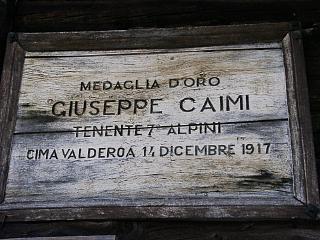 MEDAGLIA D'ORO
GIUSEPPE CAIMI
TENENTE 7° ALPINI
CIMA VALDEROA 14 DICEMBRE 1917